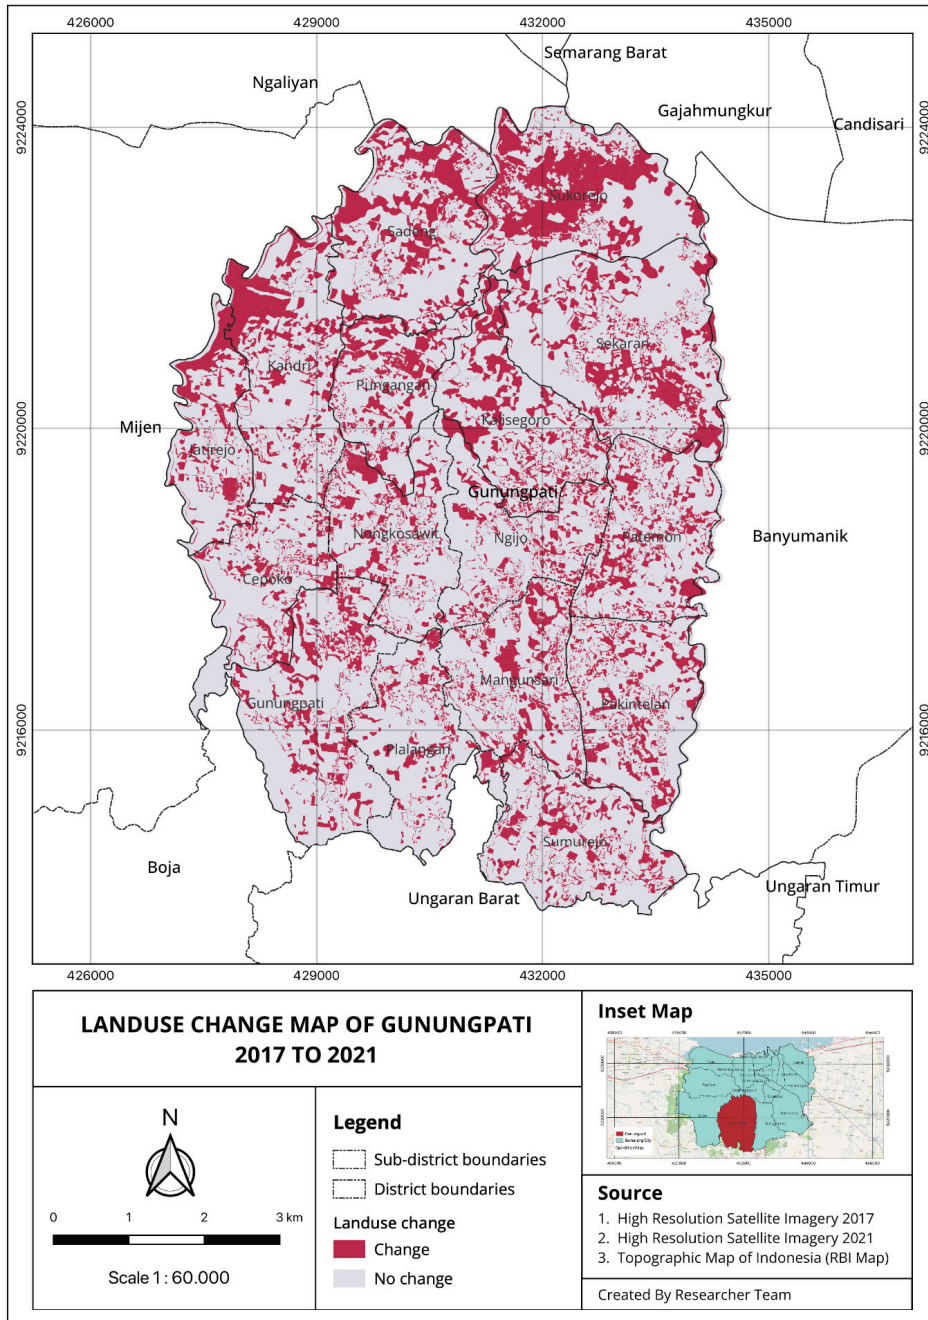 426000 429000 432000 435000
Semarang Barat
Ngaliyan
Gajahmungkur
9224000
Candisari
9224000
Sukorejo
Sadeng
Sekaran
Kandri
Pungangan
Kalisegoro
Mijen
9220000
9220000
Jatirejo
Gunungpati
Nongkosawit
Ngijo
Patemon
Banyumanik
Cepoko
Mangunsari
Gunungpati
Pakintelan
9216000
9216000
Plalangan
Sumurejo
Boja
Ungaran Barat
Ungaran Timur
426000 429000 432000 435000
LANDUSE CHANGE MAP OF GUNUNGPATI
2017 TO 2021
N
0 1 2 3 km
Scale 1 : 60.000
Legend
Sub-district boundaries
District boundaries
Landuse change
Change
No change
Inset Map
Gunungpati
Semarang City
OpenStreetMap
Source
1. High Resolution Satellite Imagery 2017
2. High Resolution Satellite Imagery 2021
3. Topographic Map of Indonesia (RBI Map)
Created By Researcher Team